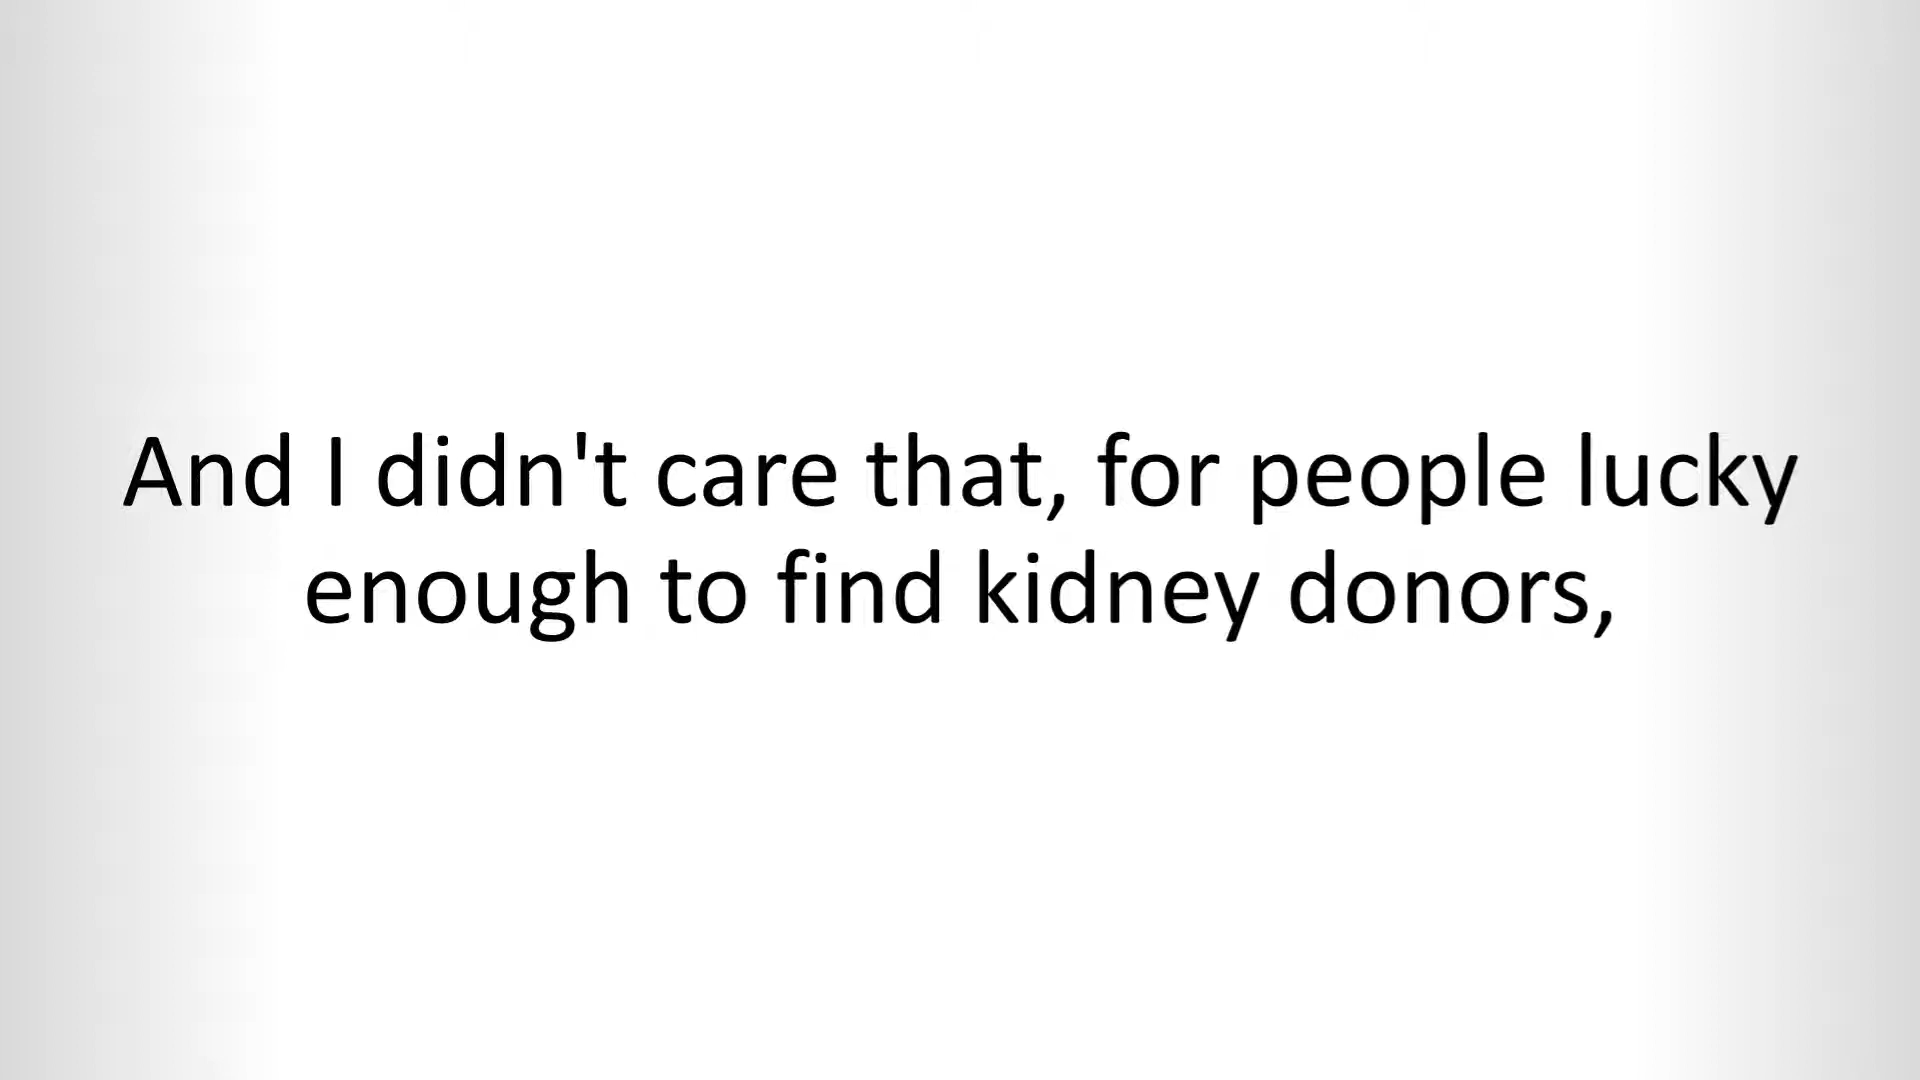 And I didn't care that, for people lucky
enough to find kidney donors,